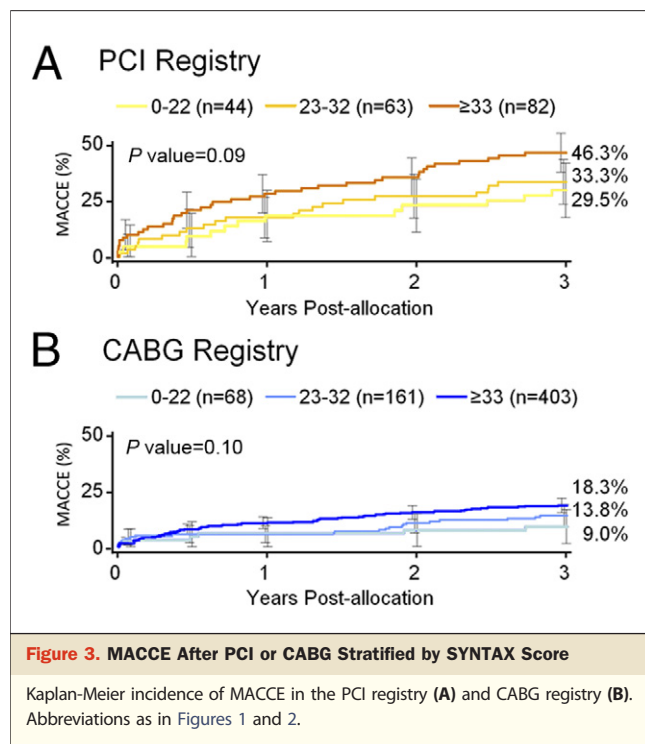 A PCI Registry
0-22 (n=44) 23-32 (n=63) ≥33 (n=82)
MACCE (%)
50
25
0
P value=0.09
46.3%
33.3%
29.5%
0 1 2 3
Years Post-allocation
B CABG Registry
0-22 (n=68) 23-32 (n=161) ≥33 (n=403)
MACCE (%)
50
25
0
P value=0.10
18.3%
13.8%
9.0%
0 1 2 3
Years Post-allocation
Figure 3. MACCE After PCI or CABG Stratified by SYNTAX Score
Kaplan-Meier incidence of MACCE in the PCI registry (A) and CABG registry (B).
Abbreviations as in Figures 1 and 2.